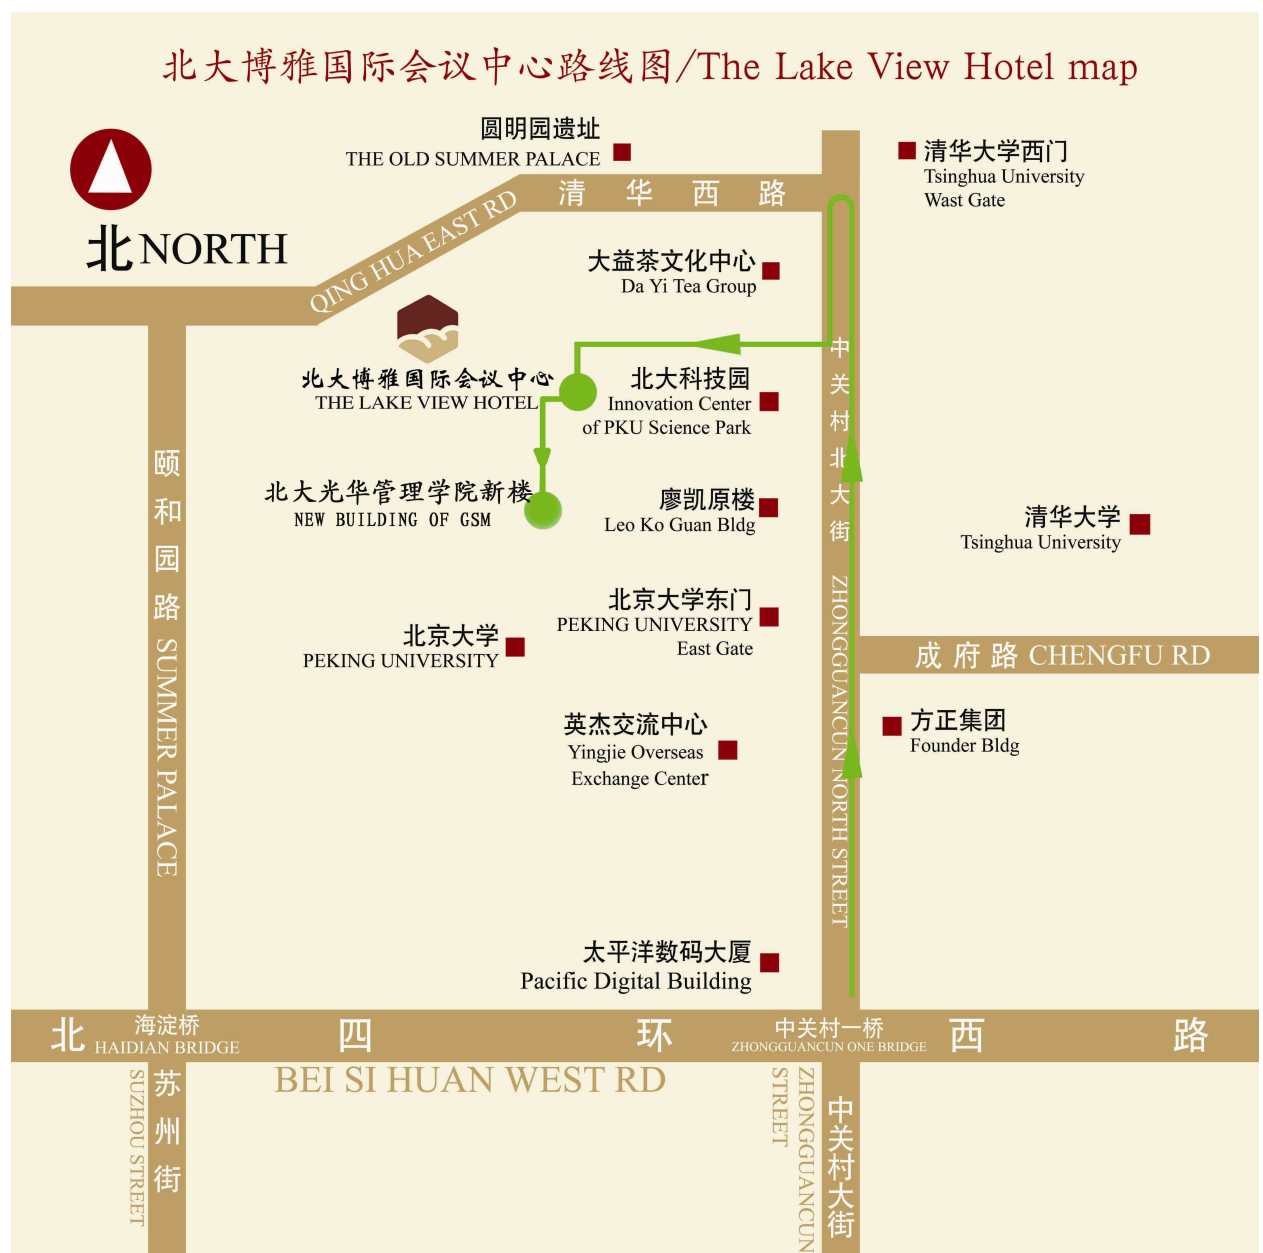 北大博雅国际会议中心路线图/The Lake View Hotel map
圆明园遗址
THE OLD SUMMER PALACE
清华大学西门
Tsinghua University
Wast Gate
北 NORTH
清华西路
QING HUA EAST RD
大益茶文化中心
Da Yi Tea Group
北大博雅国际会议中心
THE LAKE VIEW HOTEL
北大科技园
Innovation Center
of PKU Science Park
中关村北大街 ZHONGGUANCUN NORTH STREET
颐和园路 SUMMER PALACE
北大光华管理学院新楼
NEW BUILDING OF GSM
廖凯原楼
Leo Ko Guan Bldg
清华大学
Tsinghua University
北京大学东门
PEKING UNIVERSITY
East Gate
北京大学
PEKING UNIVERSITY
成府路 CHENGFU RD
英杰交流中心
Yingjie Overseas
Exchange Center
方正集团
Founder Bldg
太平洋数码大厦
Pacific Digital Building
北四环西路
海淀桥
HAIDIAN BRIDGE
中关村一桥
ZHONGGUANCUN ONE BRIDGE
BEI SI HUAN WEST RD
苏州街
SUZHOU STREET
ZHONGGUANCUN
STREET
中关村大街